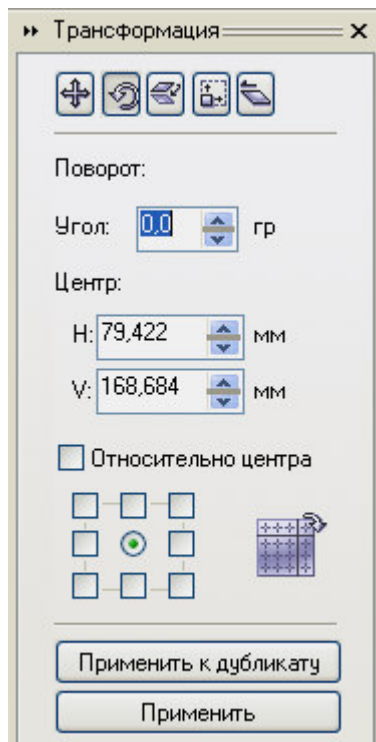 Трансформация
Поворот:
Угол: 0,0 гр
Центр:
H: 79,422 мм
V: 168,684 мм
Относительно центра
Применить к дубликату
Применить